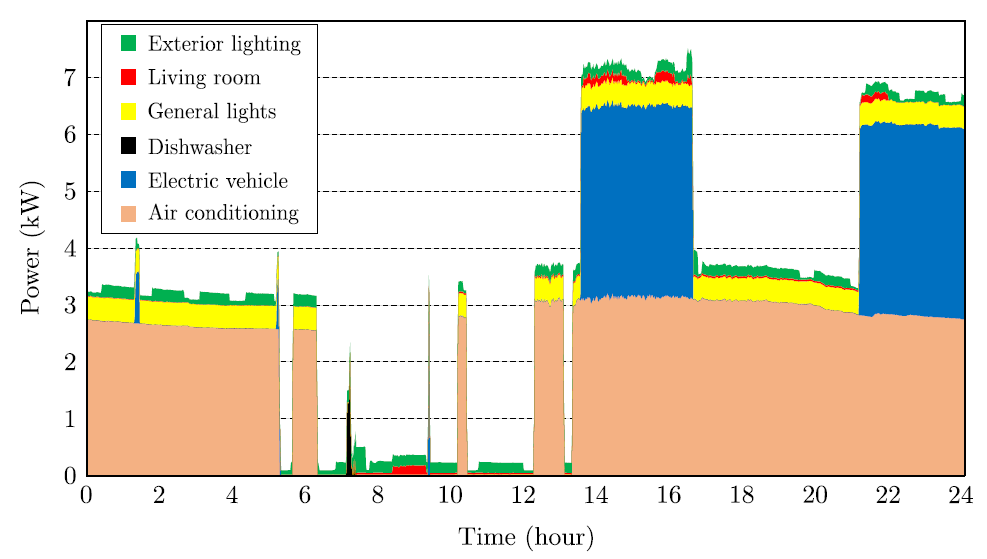 Exterior lighting
Living room
General lights
Dishwasher
Electric vehicle
Air conditioning
7
6
5
4
3
2
1
0
Power (kW)
0 2 4 6 8 10 12 14 16 18 20 22 24
Time (hour)